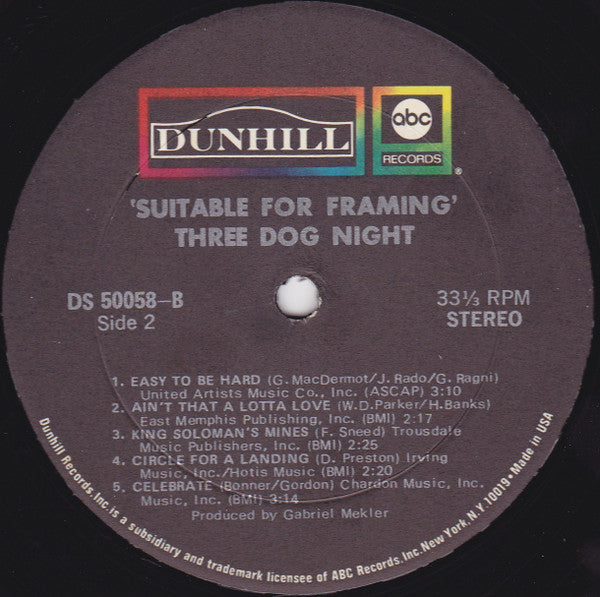 DUNHILL
abc
RECORDS
®
'SUITABLE FOR FRAMING'
THREE DOG NIGHT
DS 50058-B
Side 2
33⅓ RPM
STEREO
1. EASY TO BE HARD (G. MacDermot/J. Rado/G. Ragni)
United Artists Music Co., Inc. (ASCAP) 3:10
2. AIN'T THAT A LOTTA LOVE (W.D.Parker/H.Banks)
East Memphis Publishing, Inc. (BMI) 2:17
3. KING SOLOMAN'S MINES (F. Sneed) Trousdale
Music Publishers, Inc. (BMI) 2:25
4. CIRCLE FOR A LANDING (D. Preston) Irving
Music, Inc./Hotis Music (BMI) 2:20
5. CELEBRATE (Bonner/Gordon) Chardon Music, Inc.
Music, Inc. (BMI) 3:14
Produced by Gabriel Mekler
Dunhill Records, Inc. is a subsidiary and trademark licensee of ABC Records, Inc. New York, N.Y. 10019 • Made in USA